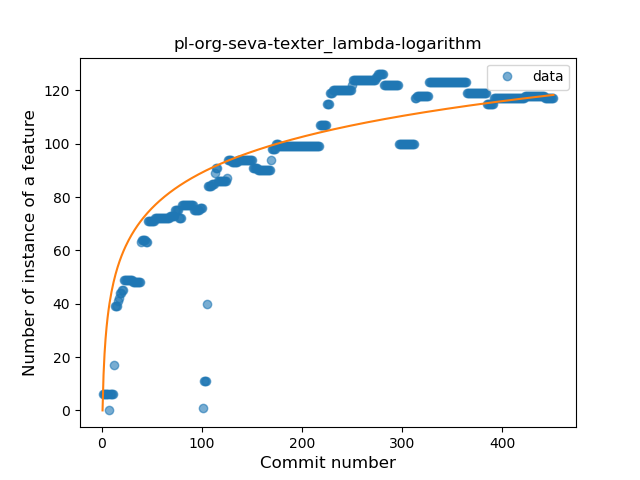 pl-org-seva-texter_lambda-logarithm
data
Number of instance of a feature
120
100
80
60
40
20
0
0 100 200 300 400
Commit number